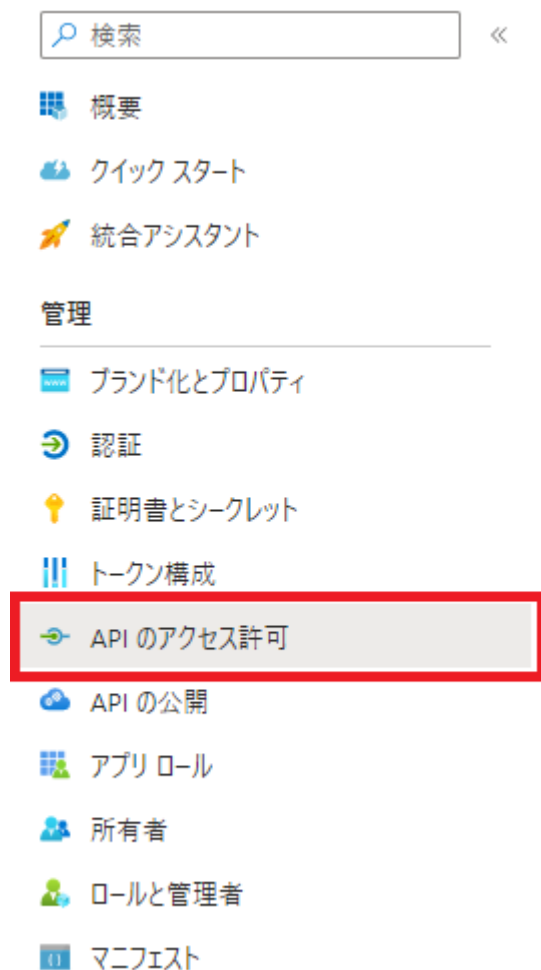 検索
概要
クイック スタート
統合アシスタント
管理
ブランド化とプロパティ
認証
証明書とシークレット
トークン構成
API のアクセス許可
API の公開
アプリ ロール
所有者
ロールと管理者
マニフェスト